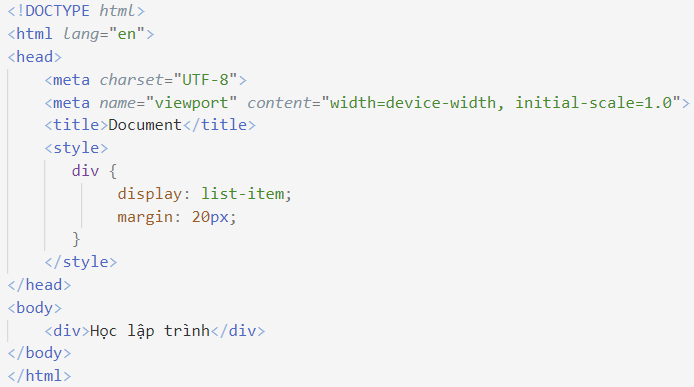 <!DOCTYPE html>
<html lang="en">
<head>
    <meta charset="UTF-8">
    <meta name="viewport" content="width=device-width, initial-scale=1.0">
    <title>Document</title>
    <style>
       div {
            display: list-item;
            margin: 20px;
       }
    </style>
</head>
<body>
    <div>Học lập trình</div>
</body>
</html>